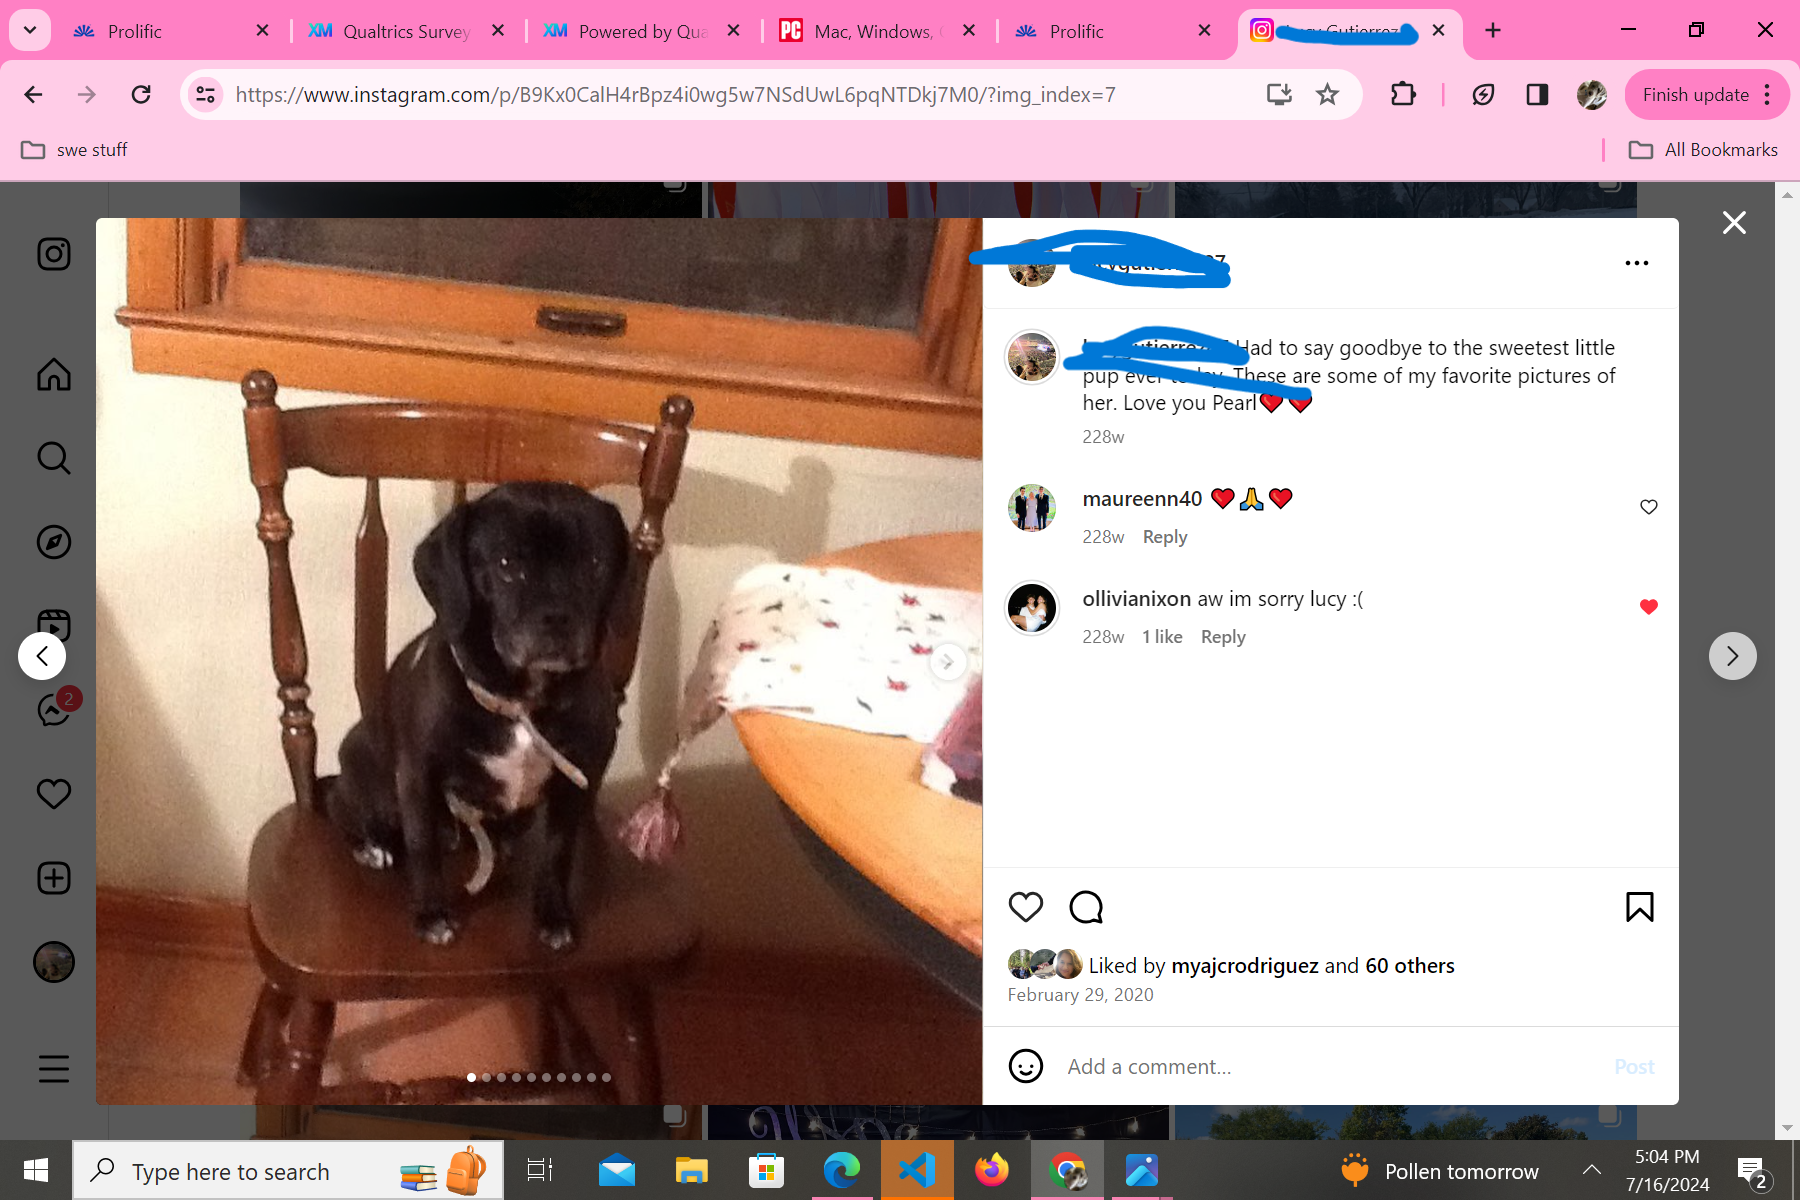 Prolific
Qualtrics Survey
Powered by Qua
PC
Mac, Windows,
Prolific
https://www.instagram.com/p/B9Kx0CalH4rBpz4i0wg5w7NSdUwL6pqNTDkj7M0/?img_index=7
Finish update
swe stuff
All Bookmarks
Had to say goodbye to the sweetest little
pup ever These are some of my favorite pictures of
her. Love you Pearl❤️❤️
228w
maureenn40 ❤️🙏❤️
228w Reply
ollivianixon aw im sorry lucy :(
228w 1 like Reply
2
Liked by myajcrodriguez and 60 others
February 29, 2020
Add a comment...
Post
Type here to search
Pollen tomorrow
5:04 PM
7/16/2024
2